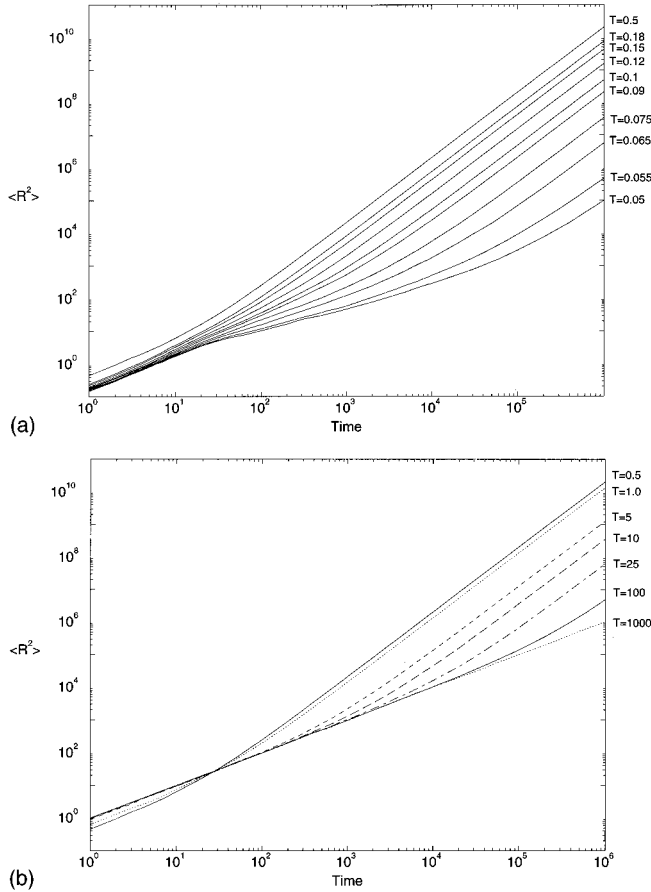 10^10
10^8
10^6
<R^2>
10^4
10^2
10^0
T=0.5
T=0.18
T=0.15
T=0.12
T=0.1
T=0.09
T=0.075
T=0.065
T=0.055
T=0.05
10^0 10^1 10^2 10^3 10^4 10^5
(a)
Time
10^10
10^8
10^6
<R^2>
10^4
10^2
10^0
T=0.5
T=1.0
T=5
T=10
T=25
T=100
T=1000
10^0 10^1 10^2 10^3 10^4 10^5 10^6
(b)
Time